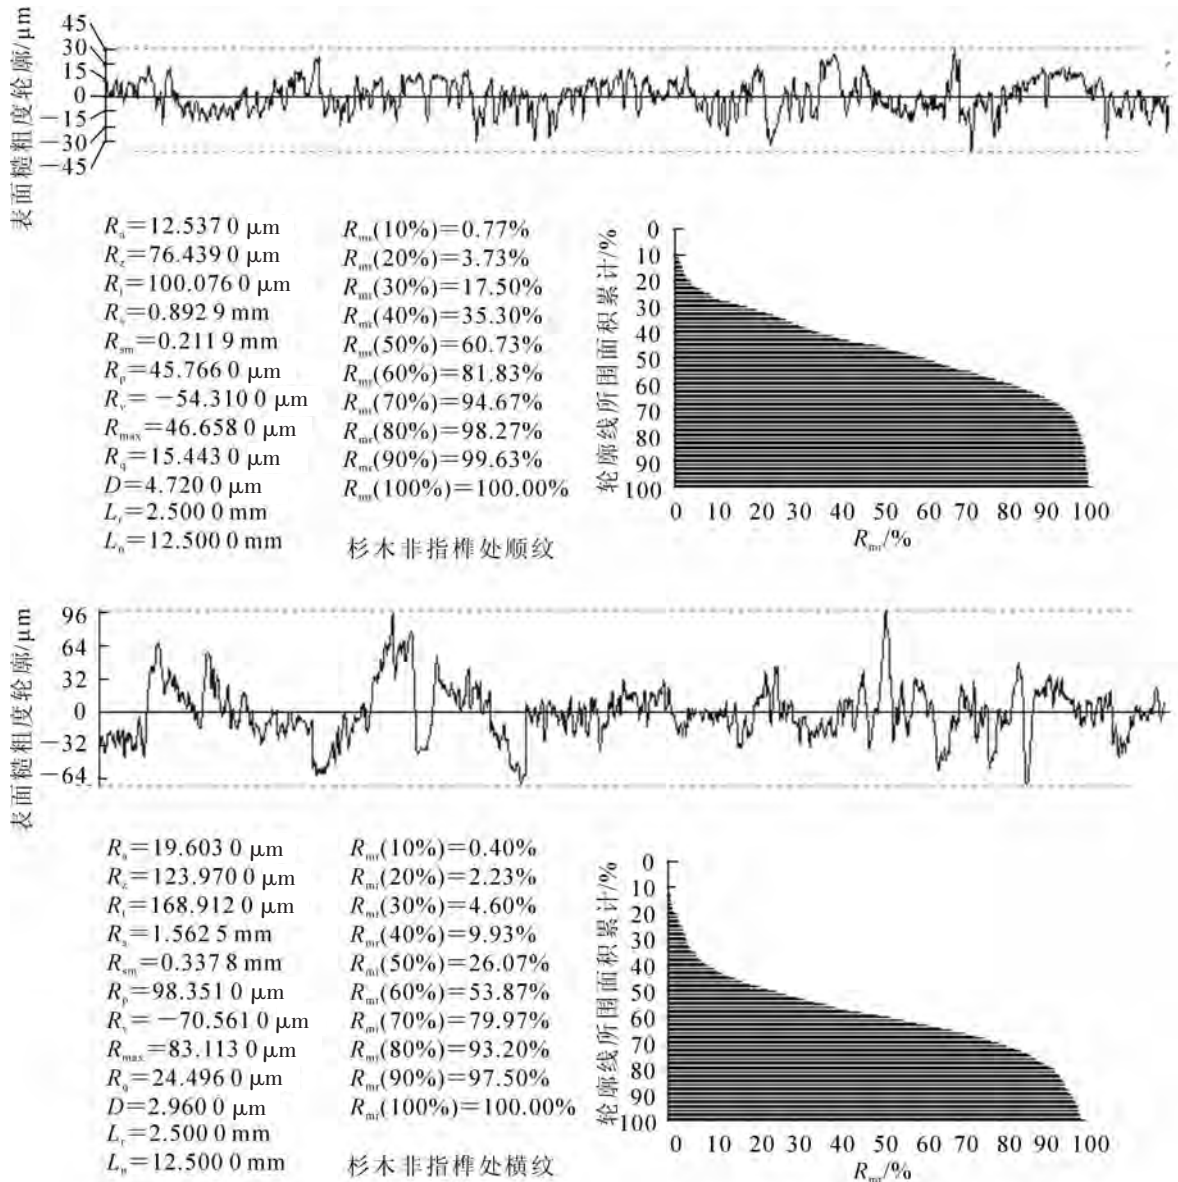 表面糙粗度轮廓/μm
45
30
15
0
−15
−30
−45
Ra=12.537 0 μm
Rz=76.439 0 μm
Rt=100.076 0 μm
Rs=0.892 9 mm
Rsm=0.211 9 mm
Rp=45.766 0 μm
Rv=−54.310 0 μm
Rmax=46.658 0 μm
Rq=15.443 0 μm
D=4.720 0 μm
Lr=2.500 0 mm
Ln=12.500 0 mm
Rmr(10%)=0.77%
Rmr(20%)=3.73%
Rmr(30%)=17.50%
Rmr(40%)=35.30%
Rmr(50%)=60.73%
Rmr(60%)=81.83%
Rmr(70%)=94.67%
Rmr(80%)=98.27%
Rmr(90%)=99.63%
Rmr(100%)=100.00%
杉木非指榫处顺纹
轮廓线所围面积累计/%
0
10
20
30
40
50
60
70
80
90
100
0 10 20 30 40 50 60 70 80 90 100
Rmr/%
表面糙粗度轮廓/μm
96
64
32
0
−32
−64
Ra=19.603 0 μm
Rz=123.970 0 μm
Rt=168.912 0 μm
Rs=1.562 5 mm
Rsm=0.337 8 mm
Rp=98.351 0 μm
Rv=−70.561 0 μm
Rmax=83.113 0 μm
Rq=24.496 0 μm
D=2.960 0 μm
Lr=2.500 0 mm
Ln=12.500 0 mm
Rmr(10%)=0.40%
Rmr(20%)=2.23%
Rmr(30%)=4.60%
Rmr(40%)=9.93%
Rmr(50%)=26.07%
Rmr(60%)=53.87%
Rmr(70%)=79.97%
Rmr(80%)=93.20%
Rmr(90%)=97.50%
Rmr(100%)=100.00%
杉木非指榫处横纹
轮廓线所围面积累计/%
0
10
20
30
40
50
60
70
80
90
100
0 10 20 30 40 50 60 70 80 90 100
Rmr/%